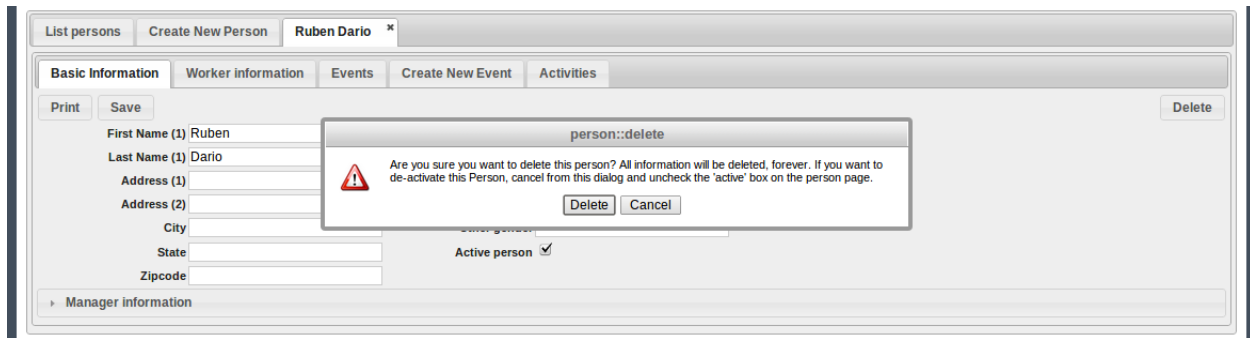 List persons Create New Person Ruben Dario ×
Basic Information Worker information Events Create New Event Activities
Print Save Delete
First Name (1) Ruben
Last Name (1) Dario
Address (1)
Address (2)
City
State
Zipcode
person::delete
Are you sure you want to delete this person? All information will be deleted, forever. If you want to
de-activate this Person, cancel from this dialog and uncheck the 'active' box on the person page.
Delete Cancel
Other gender
Active person
Manager information